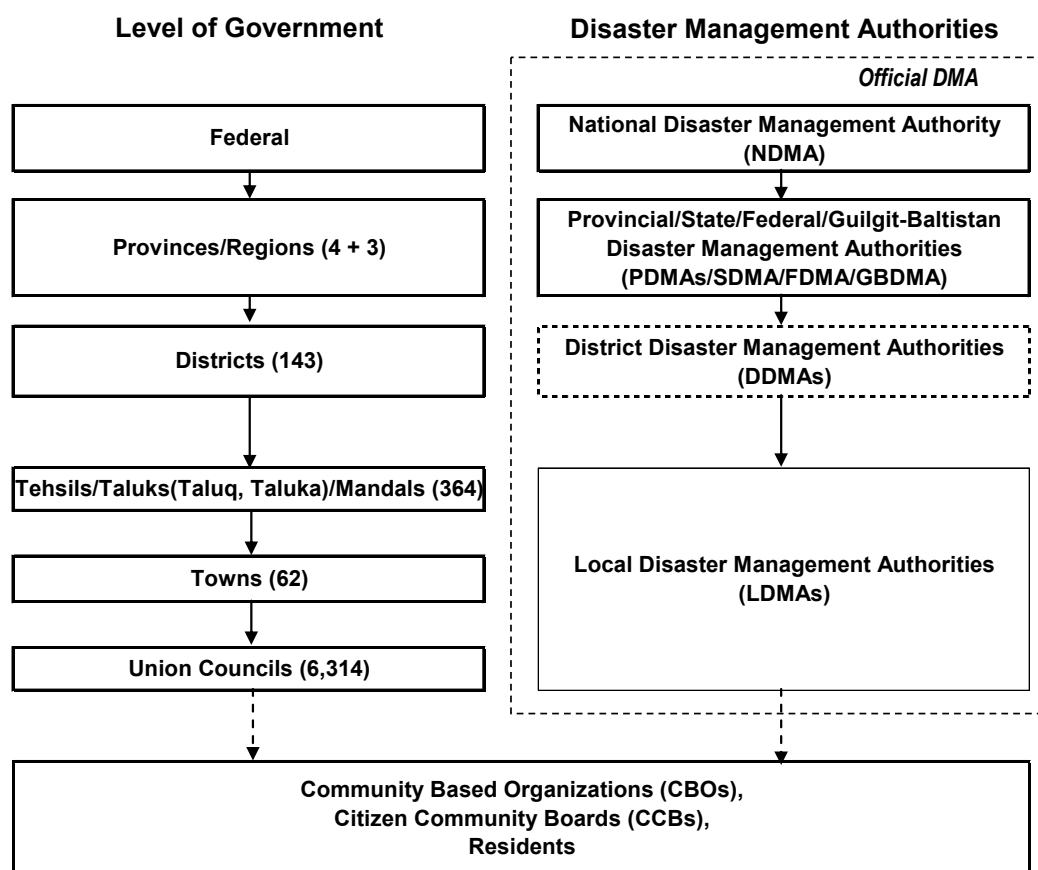 Level of Government
Disaster Management Authorities
Official DMA
Federal
National Disaster Management Authority
(NDMA)
Provinces/Regions (4 + 3)
Provincial/State/Federal/Guilgit-Baltistan
Disaster Management Authorities
(PDMAs/SDMA/FDMA/GBDMA)
Districts (143)
District Disaster Management Authorities
(DDMAs)
Tehsils/Taluks(Taluq, Taluka)/Mandals (364)
Towns (62)
Union Councils (6,314)
Local Disaster Management Authorities
(LDMAs)
Community Based Organizations (CBOs),
Citizen Community Boards (CCBs),
Residents